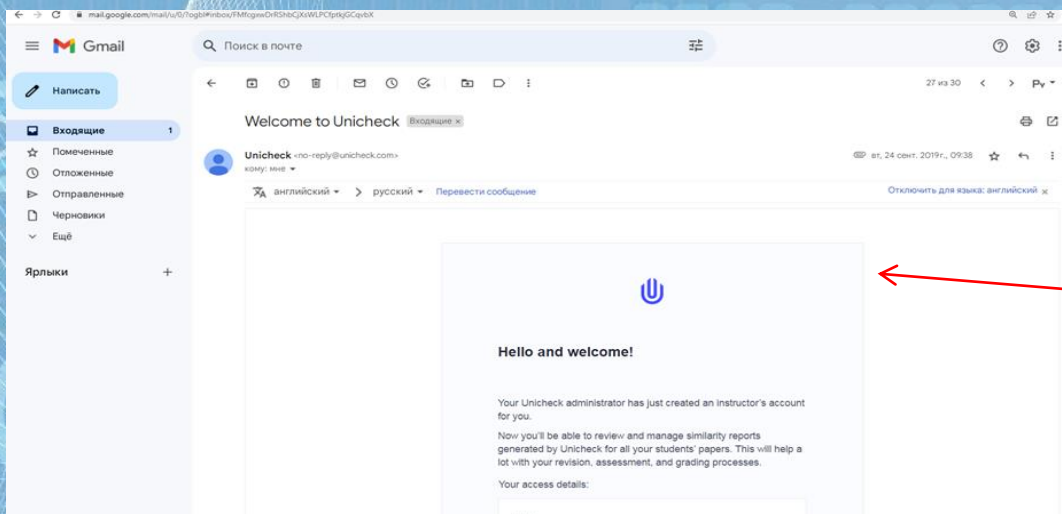 mail.google.com/mail/u/0/?ogbl#inbox/FMfcgxwDrRShbCjXsWLPCfptkjGCqvbX
Gmail
Поиск в почте
Написать
27 из 30
Входящие 1
Помеченные
Отложенные
Отправленные
Черновики
Ещё
Ярлыки
Welcome to Unicheck Входящие ×
Unicheck <no-reply@unicheck.com> вт, 24 сент. 2019 г., 09:38
кому: мне
английский > русский Перевести сообщение Отключить для языка: английский ×
Hello and welcome!
Your Unicheck administrator has just created an instructor's account
for you.
Now you'll be able to review and manage similarity reports
generated by Unicheck for all your students' papers. This will help a
lot with your revision, assessment, and grading processes.
Your access details: